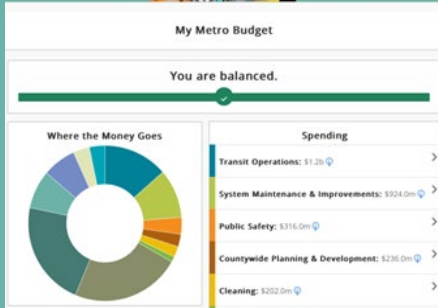 My Metro Budget
You are balanced.
Where the Money Goes
Spending
Transit Operations: $1.2b
System Maintenance & Improvements: $924.0m
Public Safety: $316.0m
Countywide Planning & Development: $236.0m
Cleaning: $202.0m